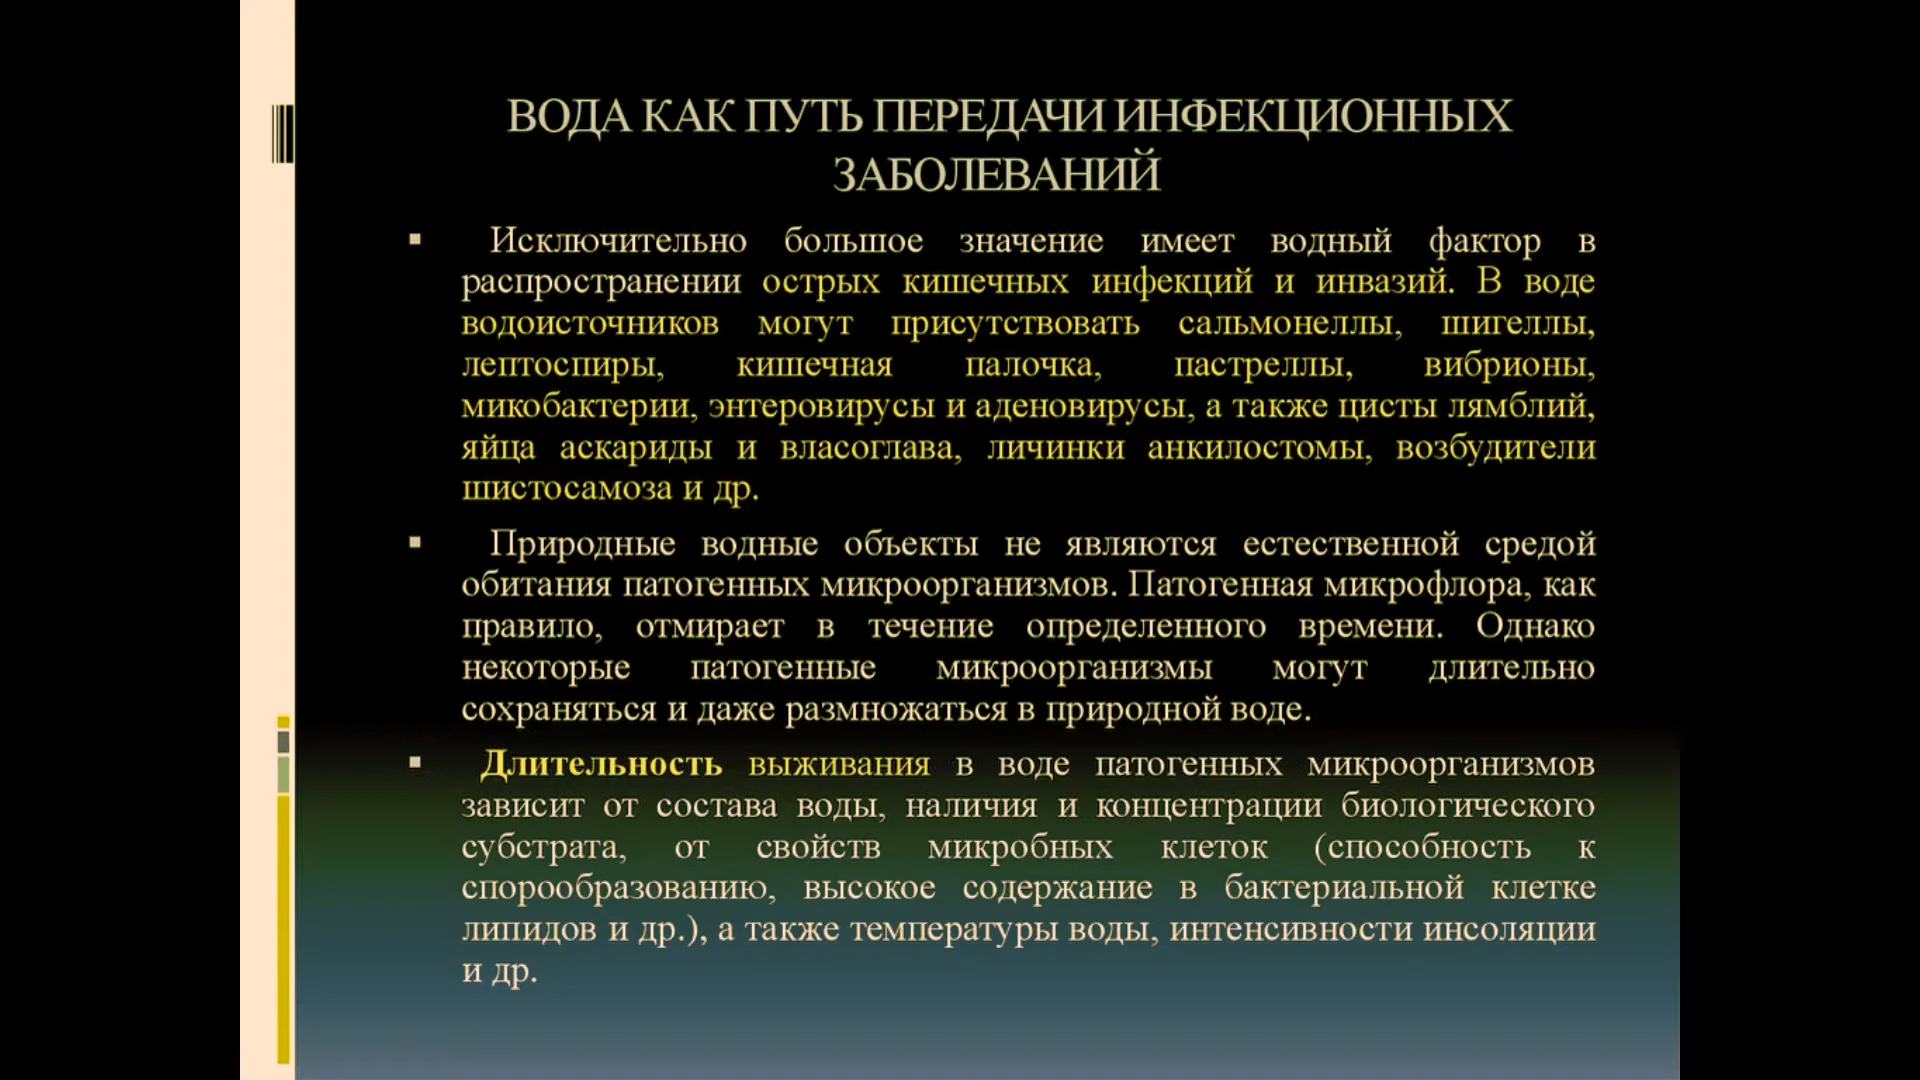 ВОДА КАК ПУТЬ ПЕРЕДАЧИ ИНФЕКЦИОННЫХ
ЗАБОЛЕВАНИЙ
▪ Исключительно большое значение имеет водный фактор в
распространении острых кишечных инфекций и инвазий. В воде
водоисточников могут присутствовать сальмонеллы, шигеллы,
лептоспиры, кишечная палочка, пастреллы, вибрионы,
микобактерии, энтеровирусы и аденовирусы, а также цисты лямблий,
яйца аскариды и власоглава, личинки анкилостомы, возбудители
шистосамоза и др.
▪ Природные водные объекты не являются естественной средой
обитания патогенных микроорганизмов. Патогенная микрофлора, как
правило, отмирает в течение определенного времени. Однако
некоторые патогенные микроорганизмы могут длительно
сохраняться и даже размножаться в природной воде.
▪ Длительность выживания в воде патогенных микроорганизмов
зависит от состава воды, наличия и концентрации биологического
субстрата, от свойств микробных клеток (способность к
спорообразованию, высокое содержание в бактериальной клетке
липидов и др.), а также температуры воды, интенсивности инсоляции
и др.